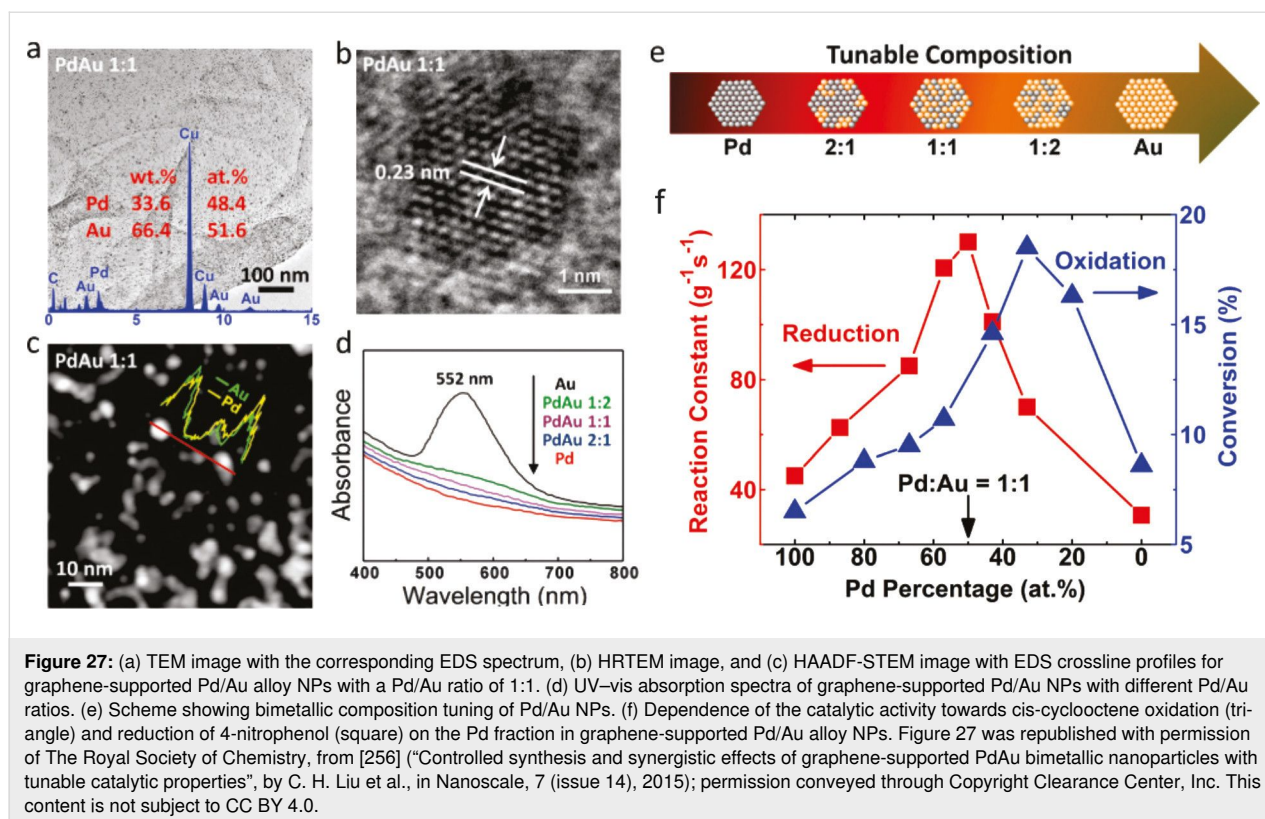 a
PdAu 1:1
Cu
wt.% at.%
Pd 33.6 48.4
Au 66.4 51.6
100 nm
C Au Pd Cu Au Au
0 5 10 15
b
PdAu 1:1
0.23 nm
1 nm
c
PdAu 1:1
Au
Pd
10 nm
d
552 nm
Au
PdAu 1:2
PdAu 1:1
PdAu 2:1
Pd
Absorbance
400 500 600 700 800
Wavelength (nm)
e
Tunable Composition
Pd 2:1 1:1 1:2 Au
f
Reaction Constant (g⁻¹s⁻¹)
120
80
40
Reduction
Oxidation
Pd:Au = 1:1
20
15
10
5
Conversion (%)
100 80 60 40 20 0
Pd Percentage (at.%)
Figure 27: (a) TEM image with the corresponding EDS spectrum, (b) HRTEM image, and (c) HAADF-STEM image with EDS crossline profiles for
graphene-supported Pd/Au alloy NPs with a Pd/Au ratio of 1:1. (d) UV–vis absorption spectra of graphene-supported Pd/Au NPs with different Pd/Au
ratios. (e) Scheme showing bimetallic composition tuning of Pd/Au NPs. (f) Dependence of the catalytic activity towards cis-cyclooctene oxidation (tri-
angle) and reduction of 4-nitrophenol (square) on the Pd fraction in graphene-supported Pd/Au alloy NPs. Figure 27 was republished with permission
of The Royal Society of Chemistry, from [256] (“Controlled synthesis and synergistic effects of graphene-supported PdAu bimetallic nanoparticles with
tunable catalytic properties”, by C. H. Liu et al., in Nanoscale, 7 (issue 14), 2015); permission conveyed through Copyright Clearance Center, Inc. This
content is not subject to CC BY 4.0.